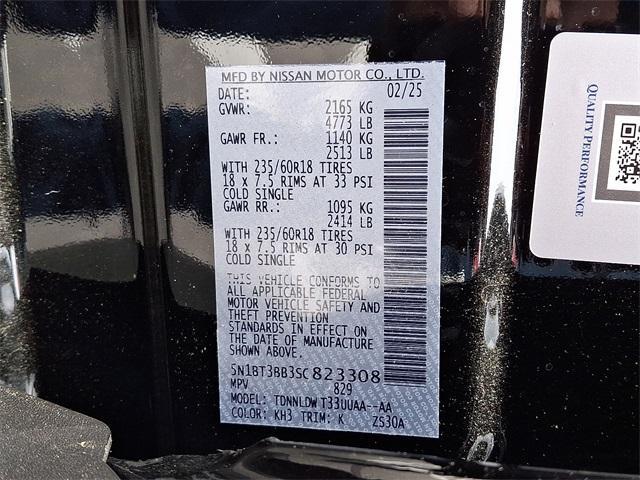 MFD BY NISSAN MOTOR CO., LTD.
DATE: 02/25
GVWR: 2165 KG
4773 LB
GAWR FR.: 1140 KG
2513 LB
WITH 235/60R18 TIRES
18 x 7.5 RIMS AT 33 PSI
COLD SINGLE
GAWR RR.: 1095 KG
2414 LB
WITH 235/60R18 TIRES
18 x 7.5 RIMS AT 30 PSI
COLD SINGLE
THIS VEHICLE CONFORMS TO
ALL APPLICABLE FEDERAL
MOTOR VEHICLE SAFETY AND
THEFT PREVENTION
STANDARDS IN EFFECT ON
THE DATE OF MANUFACTURE
SHOWN ABOVE.
5N1BT3BB3SC823308
MPV 829
MODEL: TDNNLDWT33UUAA--AA
COLOR: KH3 TRIM: K ZS30A
QUALITY PERFORMANCE